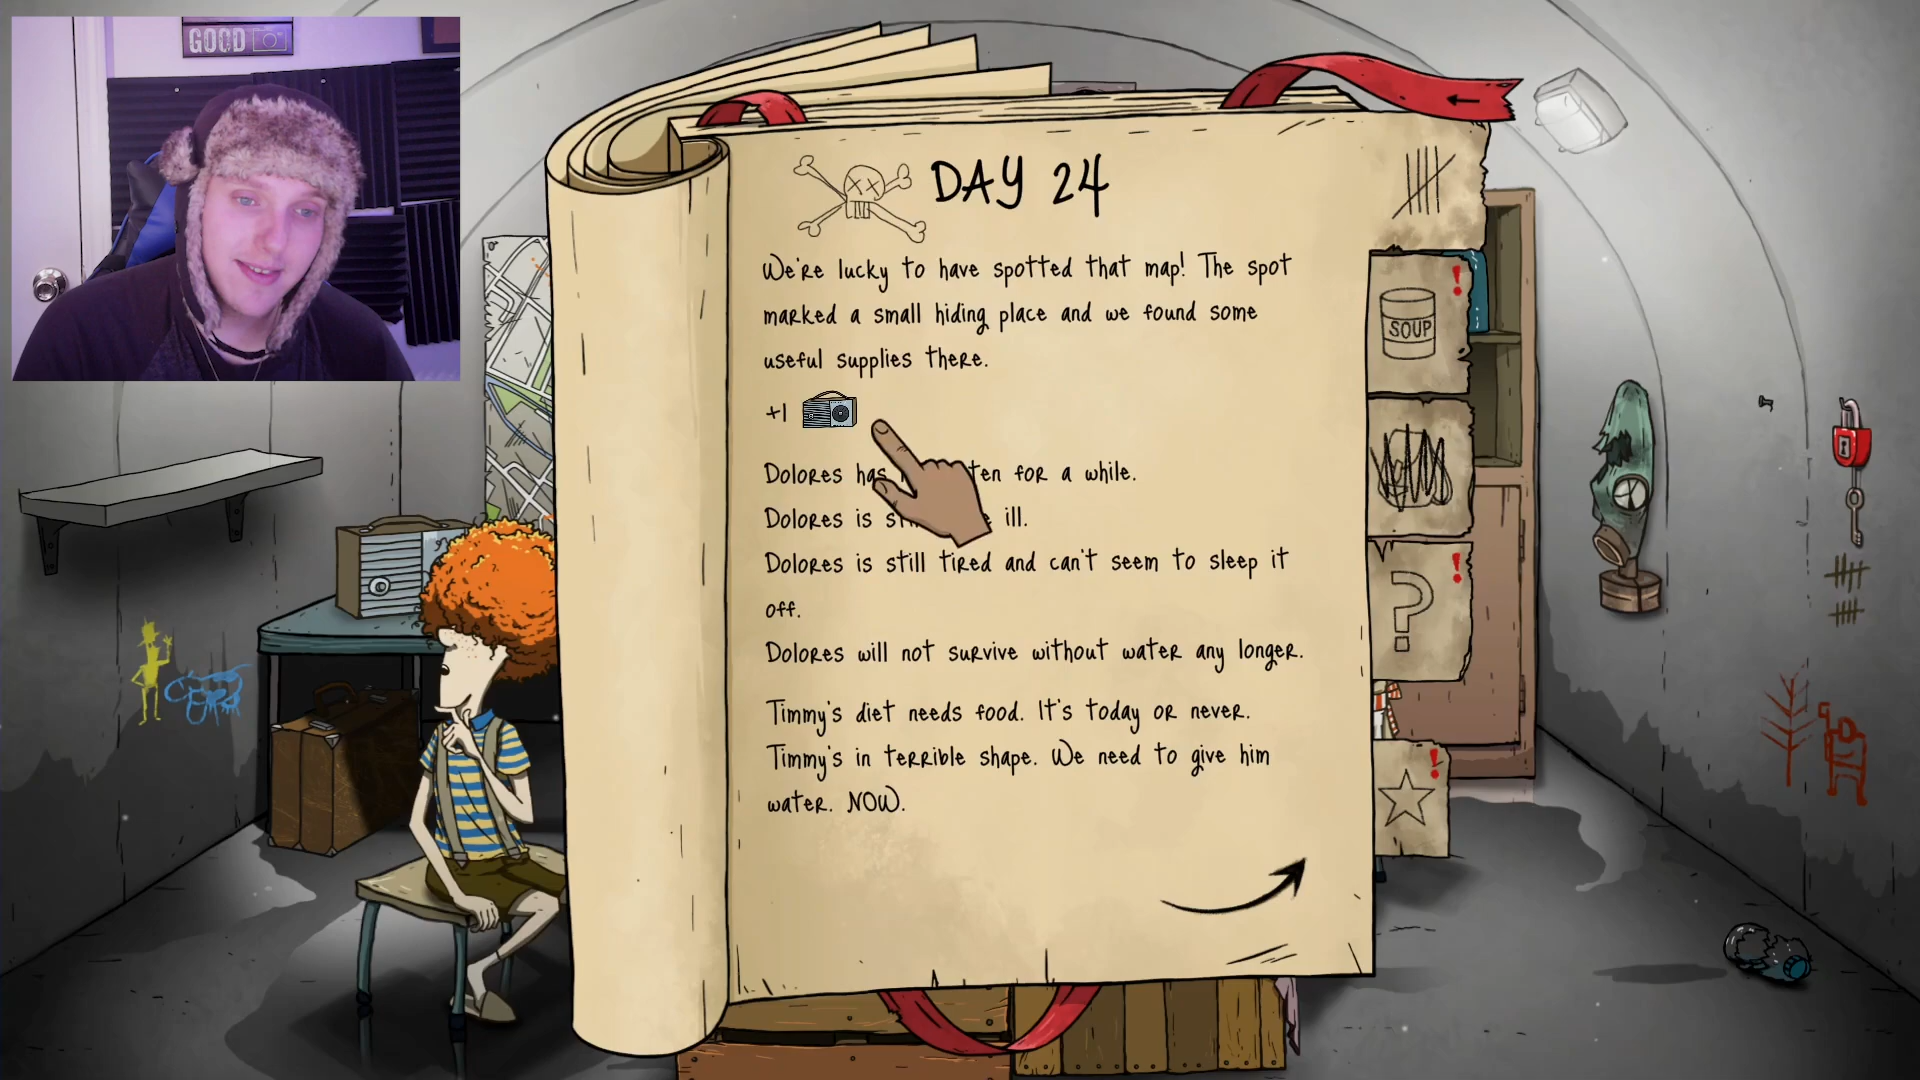 GOOD
DAY 24
We're lucky to have spotted that map! The spot
marked a small hiding place and we found some
useful supplies there.
+1
Dolores has for a while.
Dolores is ill.
Dolores is still tired and can't seem to sleep it
off.
Dolores will not survive without water any longer.
Timmy's diet needs food. It's today or never.
Timmy's in terrible shape. We need to give him
water. NOW.
SOUP
!
?
!
!